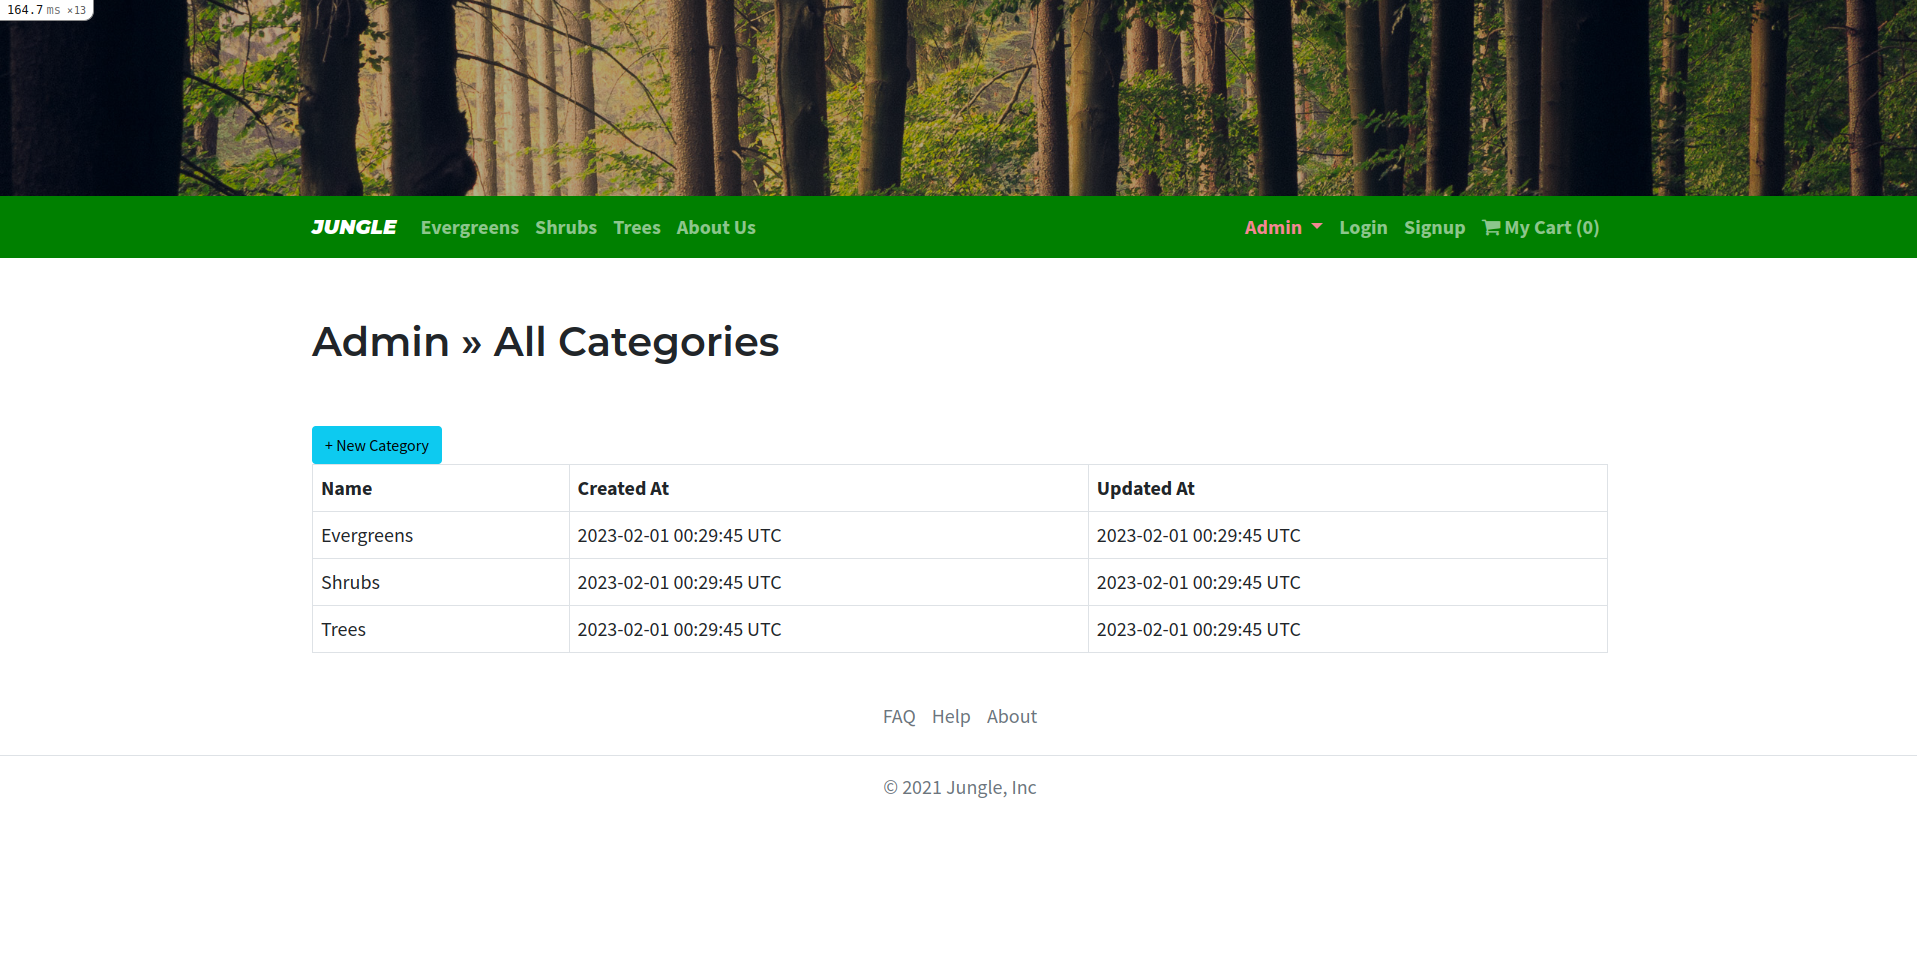 164.7 ms ×13
JUNGLE Evergreens Shrubs Trees About Us Admin Login Signup My Cart (0)
Admin » All Categories
+ New Category
Name Created At Updated At
Evergreens 2023-02-01 00:29:45 UTC 2023-02-01 00:29:45 UTC
Shrubs 2023-02-01 00:29:45 UTC 2023-02-01 00:29:45 UTC
Trees 2023-02-01 00:29:45 UTC 2023-02-01 00:29:45 UTC
FAQ Help About
© 2021 Jungle, Inc